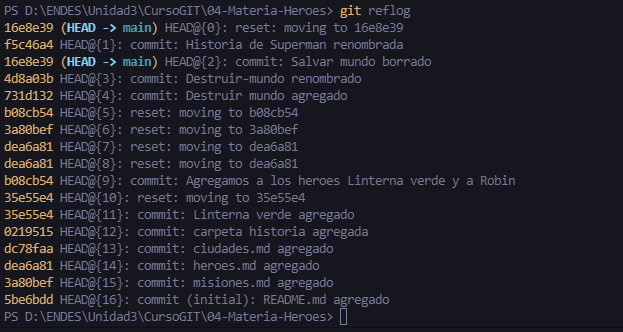 PS D:\ENDES\Unidad3\CursoGIT\04-Materia-Heroes> git reflog
16e8e39 (HEAD -> main) HEAD@{0}: reset: moving to 16e8e39
f5c46a4 HEAD@{1}: commit: Historia de Superman renombrada
16e8e39 (HEAD -> main) HEAD@{2}: commit: Salvar mundo borrado
4d8a03b HEAD@{3}: commit: Destruir-mundo renombrado
731d132 HEAD@{4}: commit: Destruir mundo agregado
b08cb54 HEAD@{5}: reset: moving to b08cb54
3a80bef HEAD@{6}: reset: moving to 3a80bef
dea6a81 HEAD@{7}: reset: moving to dea6a81
dea6a81 HEAD@{8}: reset: moving to dea6a81
b08cb54 HEAD@{9}: commit: Agregamos a los heroes Linterna verde y a Robin
35e55e4 HEAD@{10}: reset: moving to 35e55e4
35e55e4 HEAD@{11}: commit: Linterna verde agregado
0219515 HEAD@{12}: commit: carpeta historia agregada
dc78faa HEAD@{13}: commit: ciudades.md agregado
dea6a81 HEAD@{14}: commit: heroes.md agregado
3a80bef HEAD@{15}: commit: misiones.md agregado
5be6bdd HEAD@{16}: commit (initial): README.md agregado
PS D:\ENDES\Unidad3\CursoGIT\04-Materia-Heroes>